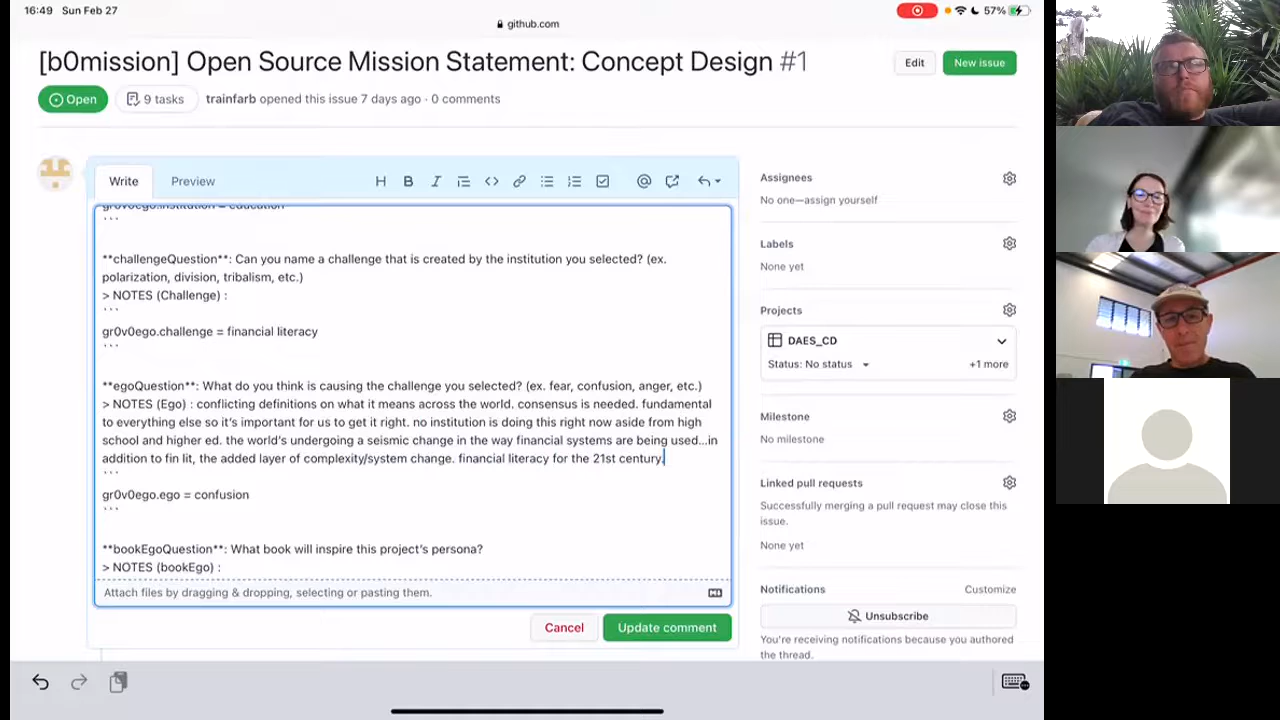 16:49 Sun Feb 27
57%
github.com
[b0mission] Open Source Mission Statement: Concept Design #1
Edit
New issue
Open
9 tasks
trainfarb opened this issue 7 days ago · 0 comments
Write
Preview
gr0v0ego.institution = education
```
**challengeQuestion**: Can you name a challenge that is created by the institution you selected? (ex.
polarization, division, tribalism, etc.)
> NOTES (Challenge) :
```
gr0v0ego.challenge = financial literacy
```
**egoQuestion**: What do you think is causing the challenge you selected? (ex. fear, confusion, anger, etc.)
> NOTES (Ego) : conflicting definitions on what it means across the world. consensus is needed. fundamental
to everything else so it's important for us to get it right. no institution is doing this right now aside from high
school and higher ed. the world's undergoing a seismic change in the way financial systems are being used...in
addition to fin lit, the added layer of complexity/system change. financial literacy for the 21st century.
```
gr0v0ego.ego = confusion
```
**bookEgoQuestion**: What book will inspire this project's persona?
> NOTES (bookEgo) :
Attach files by dragging & dropping, selecting or pasting them.
Cancel
Update comment
Assignees
No one—assign yourself
Labels
None yet
Projects
DAES_CD
Status: No status
+1 more
Milestone
No milestone
Linked pull requests
Successfully merging a pull request may close this
issue.
None yet
Notifications
Customize
Unsubscribe
You're receiving notifications because you authored
the thread.